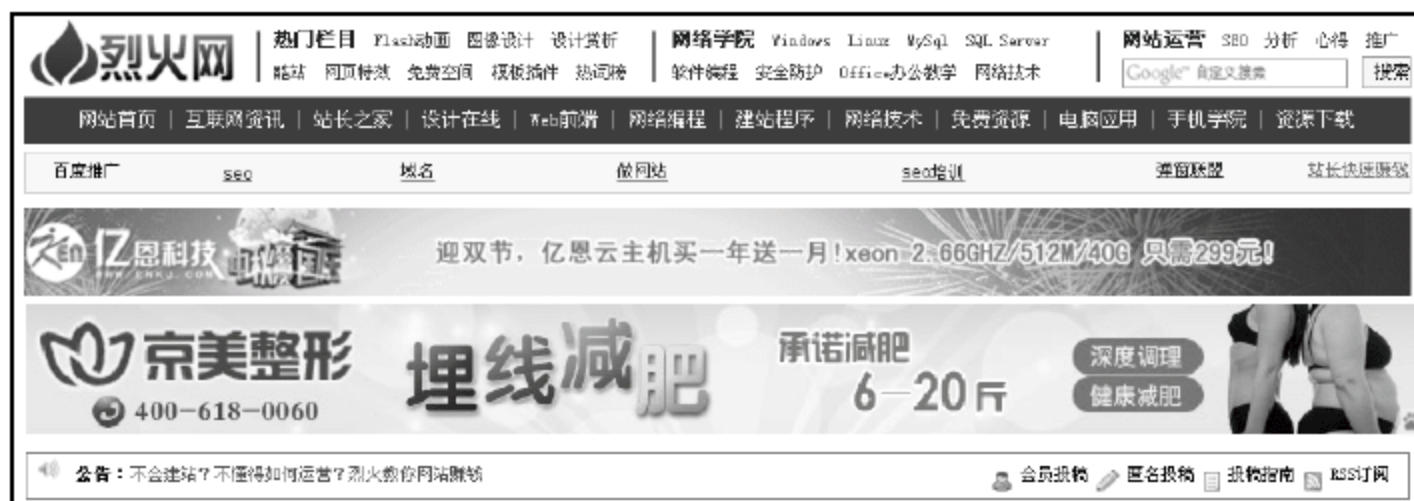 烈火网 热门栏目 Flash动画 图像设计 设计赏析 网络学院 Windows Linux MySql SQL Server 网站运营 SEO 分析 心得 推广
酷站 网页特效 免费空间 模板插件 热词榜 软件编程 安全防护 Office办公教学 网络技术 Google™ 自定义搜索 搜索
网站首页 | 互联网资讯 | 站长之家 | 设计在线 | Web前端 | 网络编程 | 建站程序 | 网络技术 | 免费资源 | 电脑应用 | 手机学院 | 资源下载
百度推广 seo 域名 做网站 seo培训 弹窗联盟 站长快速赚钱
亿恩科技 WWW.ENKJ.COM 迎双节，亿恩云主机买一年送一月!xeon 2.66GHZ/512M/40G 只需299元!
京美整形 埋线减肥 承诺减肥 深度调理
400-618-0060 6—20斤 健康减肥
公告：不会建站？不懂得如何运营？烈火教你网站赚钱 会员投稿 匿名投稿 投稿指南 RSS订阅